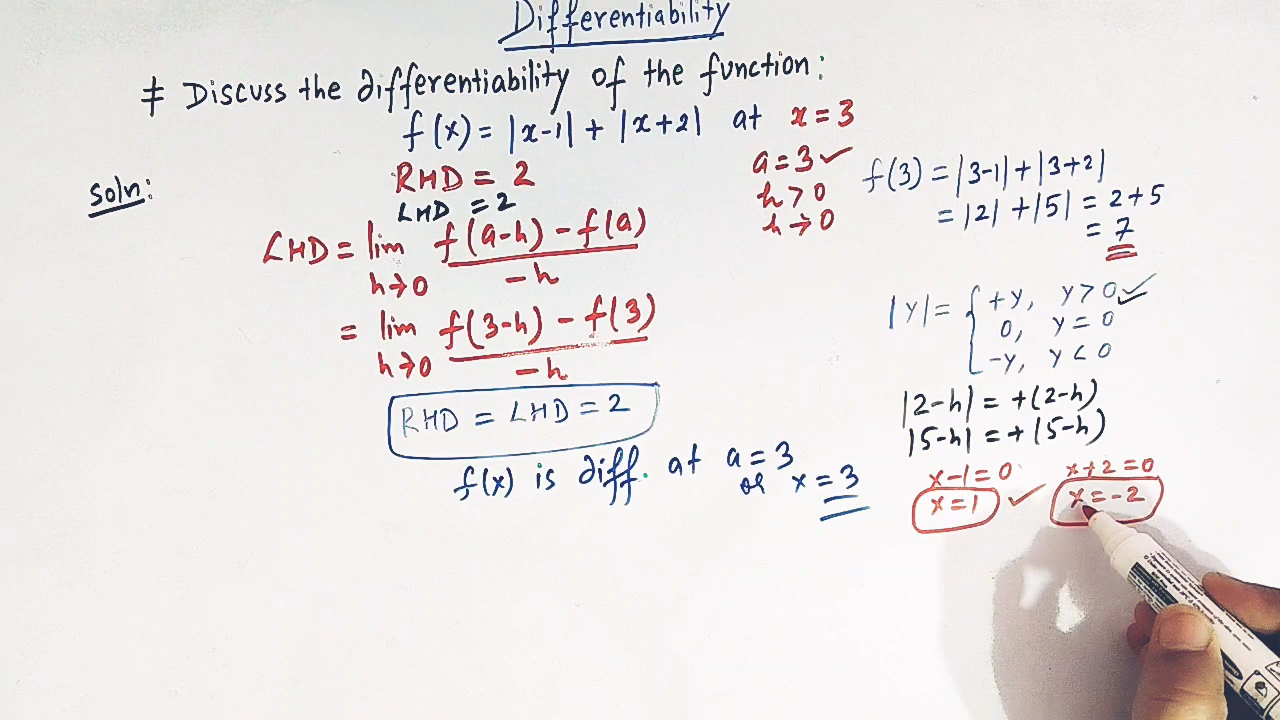 Differentiability
≠ Discuss the differentiability of the function:
f(x) = |x-1| + |x+2| at x = 3
soln:
RHD = 2
LHD = 2
LHD = lim h→0 f(a-h) - f(a) / -h
= lim h→0 f(3-h) - f(3) / -h
RHD = LHD = 2
f(x) is diff. at a = 3
or x = 3
a = 3 ✓
h > 0
h → 0
f(3) = |3-1| + |3+2|
= |2| + |5| = 2 + 5
= 7
|y| = { +y, y > 0 ✓
0, y = 0
-y, y < 0
|2-h| = +(2-h)
|5-h| = +(5-h)
x-1 = 0 x+2 = 0
x = 1 ✓ x = -2